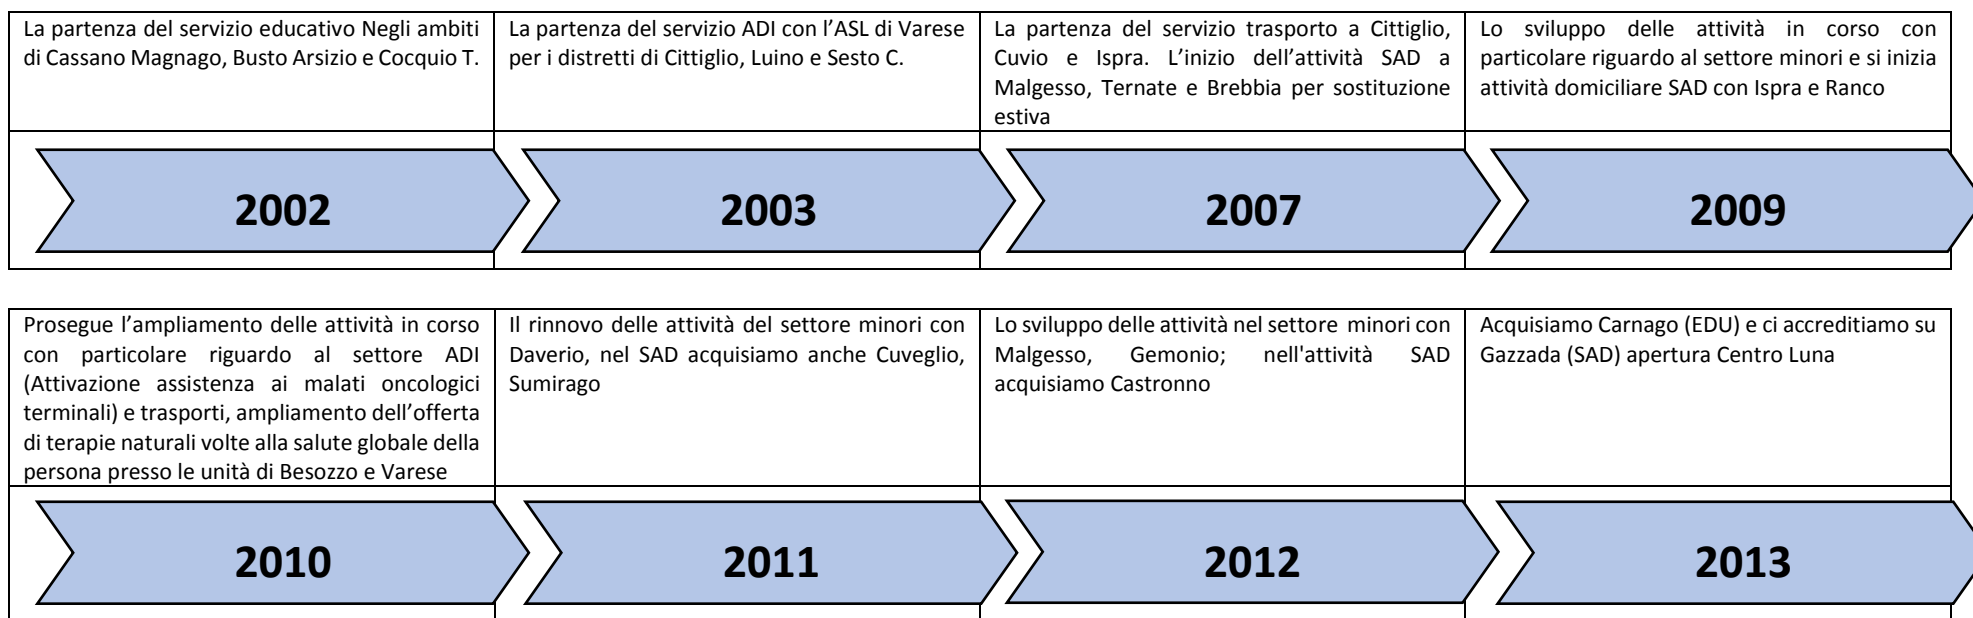 La partenza del servizio educativo Negli ambiti
di Cassano Magnago, Busto Arsizio e Cocquio T.
La partenza del servizio ADI con l’ASL di Varese
per i distretti di Cittiglio, Luino e Sesto C.
La partenza del servizio trasporto a Cittiglio,
Cuvio e Ispra. L’inizio dell’attività SAD a
Malgesso, Ternate e Brebbia per sostituzione
estiva
Lo sviluppo delle attività in corso con
particolare riguardo al settore minori e si inizia
attività domiciliare SAD con Ispra e Ranco
2002
2003
2007
2009
Prosegue l’ampliamento delle attività in corso
con particolare riguardo al settore ADI
(Attivazione assistenza ai malati oncologici
terminali) e trasporti, ampliamento dell’offerta
di terapie naturali volte alla salute globale della
persona presso le unità di Besozzo e Varese
Il rinnovo delle attività del settore minori con
Daverio, nel SAD acquisiamo anche Cuveglio,
Sumirago
Lo sviluppo delle attività nel settore minori con
Malgesso, Gemonio; nell'attività SAD
acquisiamo Castronno
Acquisiamo Carnago (EDU) e ci accreditiamo su
Gazzada (SAD) apertura Centro Luna
2010
2011
2012
2013